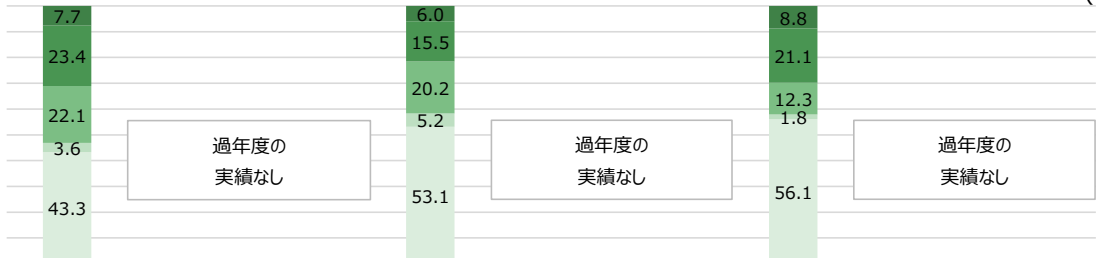 (
7.7
23.4
22.1
3.6
43.3
過年度の
実績なし
6.0
15.5
20.2
5.2
53.1
過年度の
実績なし
8.8
21.1
12.3
1.8
56.1
過年度の
実績なし